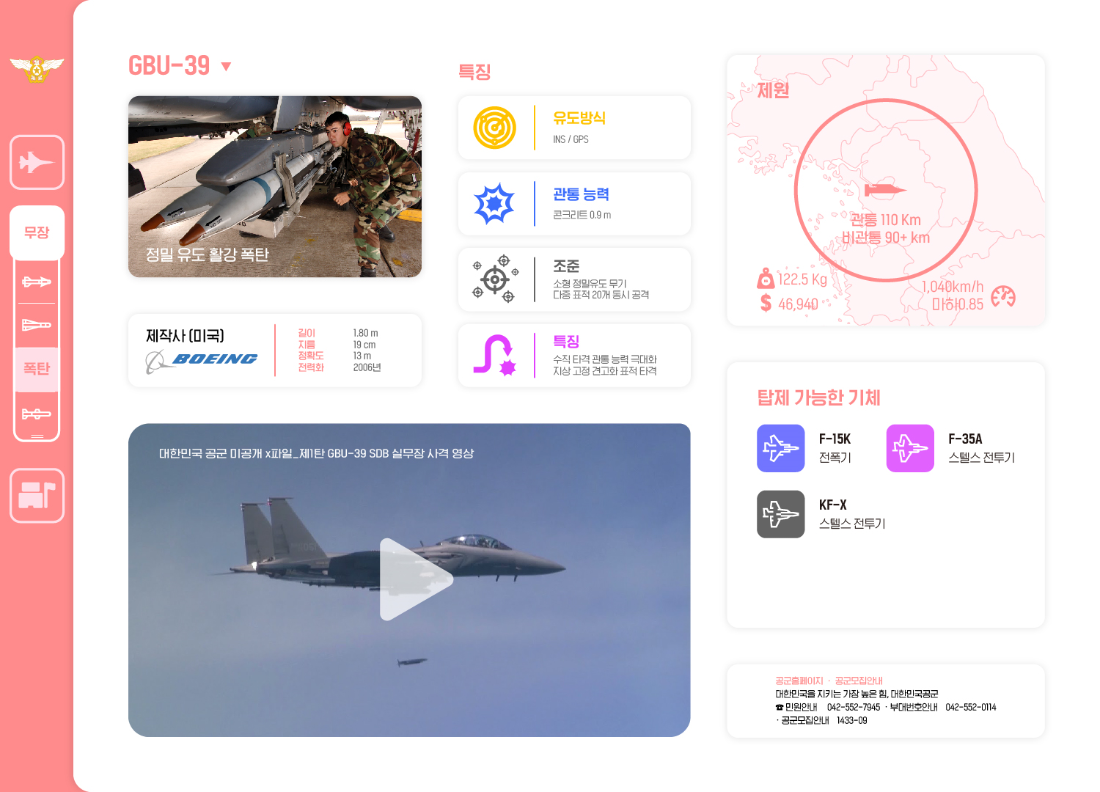 GBU-39 ▼
정밀 유도 활강 폭탄
제작사 (미국)
BOEING
길이 1.80 m
지름 19 cm
정확도 13 m
전력화 2006년
특징
유도방식
INS / GPS
관통 능력
콘크리트 0.9 m
조준
소형 정밀유도 무기
다중 표적 20개 동시 공격
특징
수직 타격 관통 능력 극대화
지상 고정 견고화 표적 타격
제원
관통 110 Km
비관통 90+ km
122.5 Kg
$ 46,940
1,040km/h
마하0.85
무장
폭탄
탑제 가능한 기체
F-15K
전폭기
F-35A
스텔스 전투기
KF-X
스텔스 전투기
대한민국 공군 미공개 x파일_제1탄 GBU-39 SDB 실무장 사격 영상
공군홈페이지 · 공군모집안내
대한민국을 지키는 가장 높은 힘, 대한민국공군
☎ 민원안내 042-552-7945 · 부대번호안내 042-552-0114
· 공군모집안내 1433-09